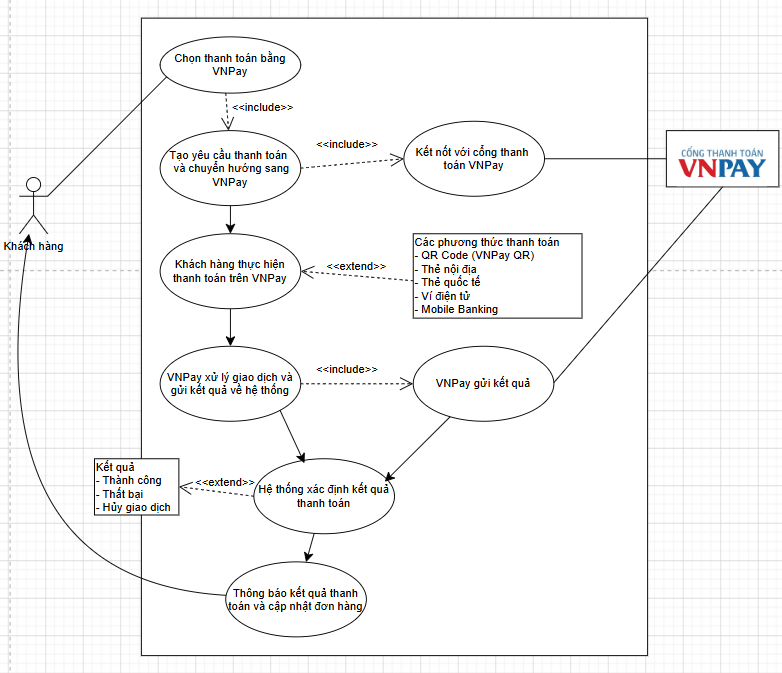 Chọn thanh toán bằng
VNPay
<<include>>
Tạo yêu cầu thanh toán
và chuyển hướng sang
VNPay
<<include>>
Kết nốt với cổng thanh
toán VNPay
CỔNG THANH TOÁN
VNPAY
Khách hàng
Khách hàng thực hiện
thanh toán trên VNPay
<<extend>>
Các phương thức thanh toán
- QR Code (VNPay QR)
- Thẻ nội địa
- Thẻ quốc tế
- Ví điện tử
- Mobile Banking
VNPay xử lý giao dịch và
gửi kết quả về hệ thống
<<include>>
VNPay gửi kết quả
Kết quả
- Thành công
- Thất bại
- Hủy giao dịch
<<extend>>
Hệ thống xác định kết quả
thanh toán
Thông báo kết quả thanh
toán và cập nhật đơn hàng